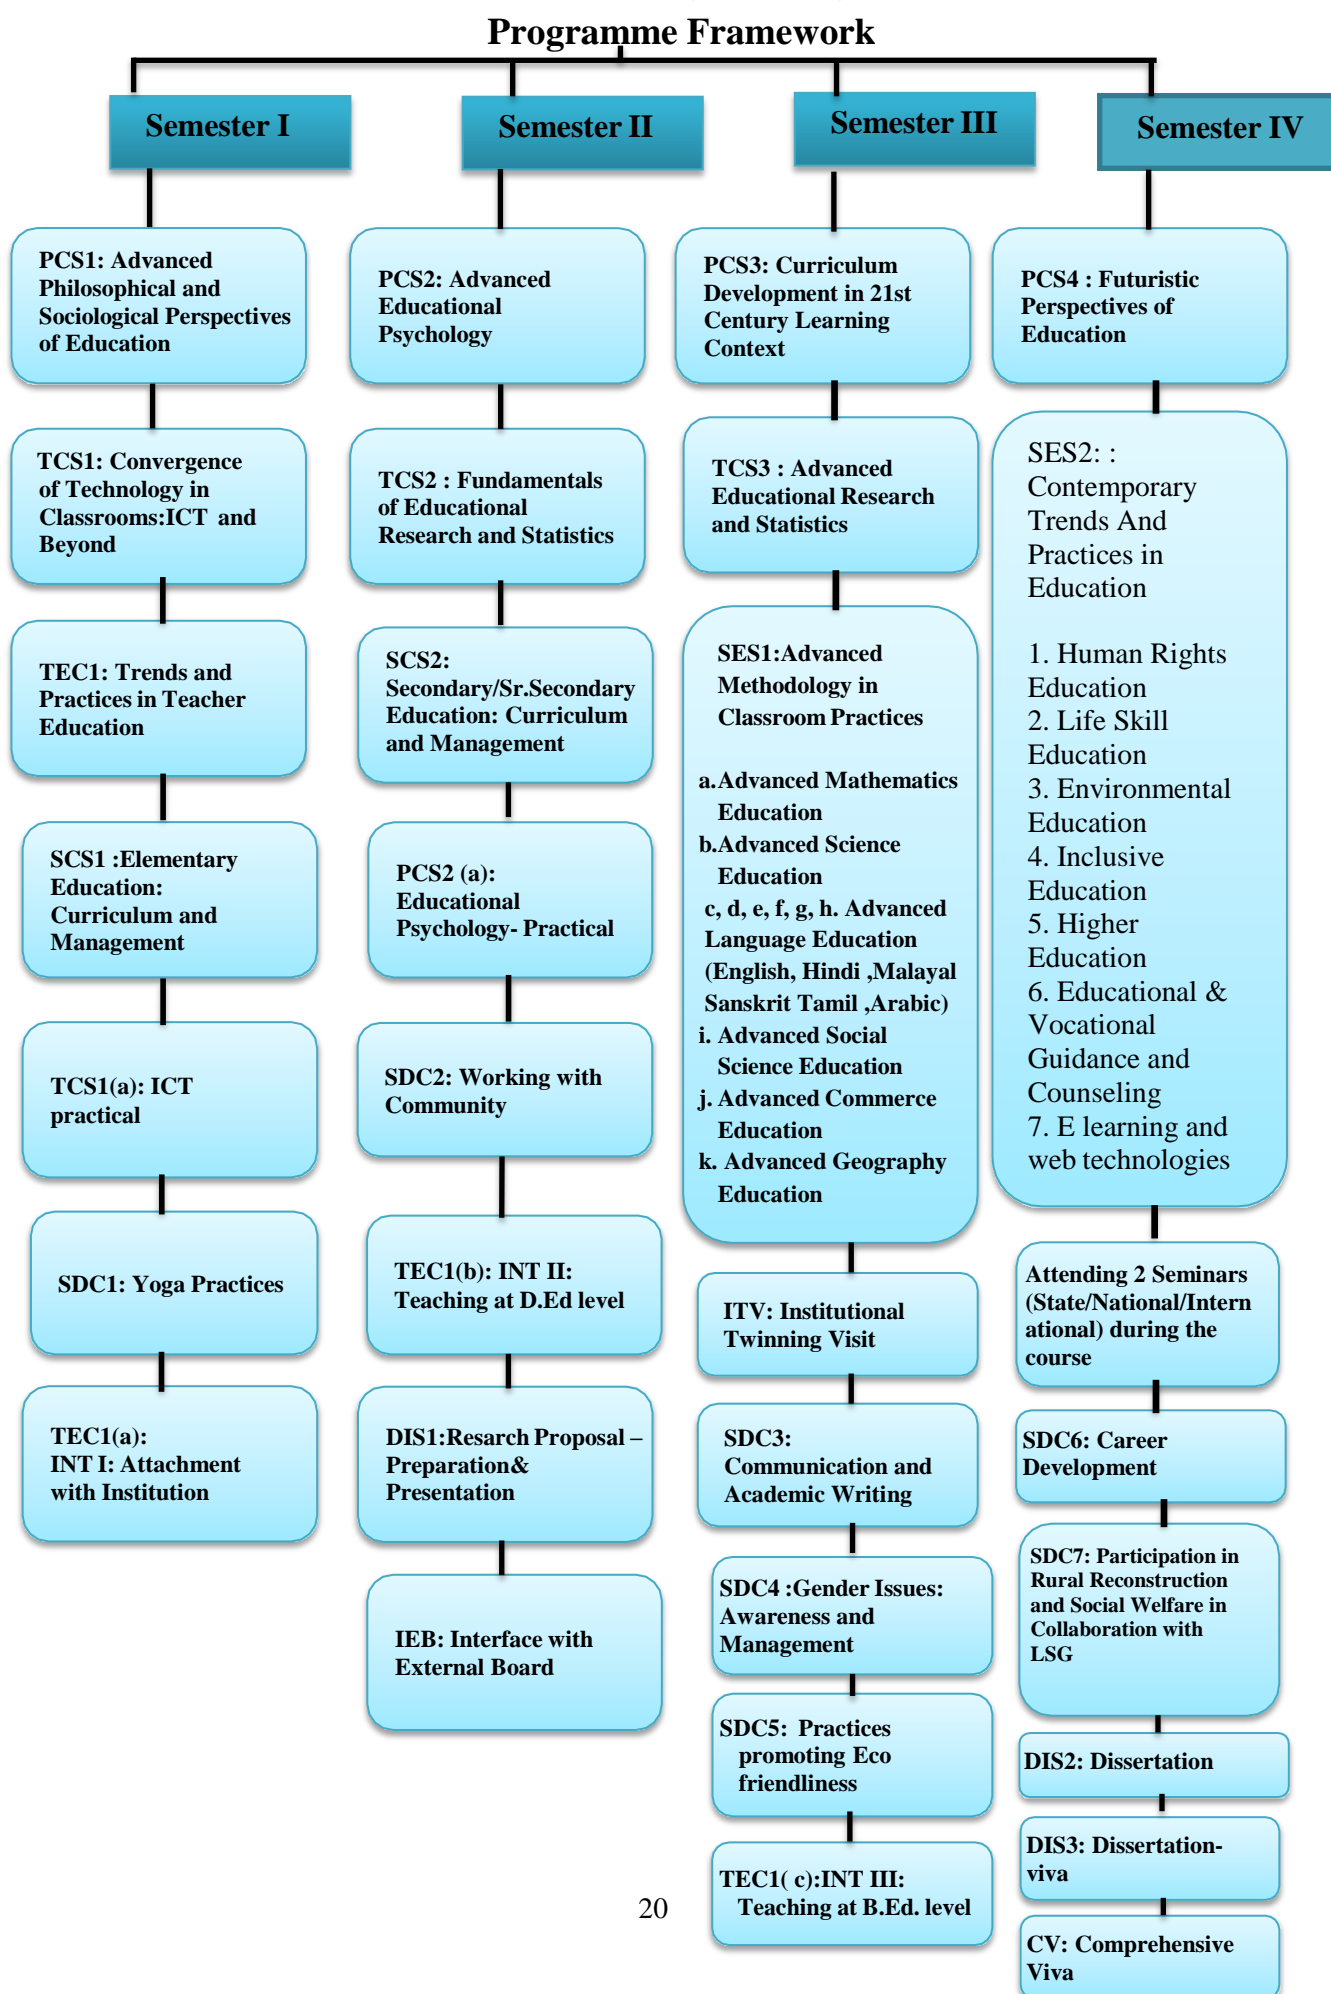 Programme Framework
Semester I
Semester II
Semester III
Semester IV
PCS1: Advanced
Philosophical and
Sociological Perspectives
of Education
TCS1: Convergence
of Technology in
Classrooms:ICT and
Beyond
TEC1: Trends and
Practices in Teacher
Education
SCS1 :Elementary
Education:
Curriculum and
Management
TCS1(a): ICT
practical
SDC1: Yoga Practices
TEC1(a):
INT I: Attachment
with Institution
PCS2: Advanced
Educational
Psychology
TCS2 : Fundamentals
of Educational
Research and Statistics
SCS2:
Secondary/Sr.Secondary
Education: Curriculum
and Management
PCS2 (a):
Educational
Psychology- Practical
SDC2: Working with
Community
TEC1(b): INT II:
Teaching at D.Ed level
DIS1:Resarch Proposal –
Preparation&
Presentation
IEB: Interface with
External Board
PCS3: Curriculum
Development in 21st
Century Learning
Context
TCS3 : Advanced
Educational Research
and Statistics
SES1:Advanced
Methodology in
Classroom Practices
a.Advanced Mathematics
Education
b.Advanced Science
Education
c, d, e, f, g, h. Advanced
Language Education
(English, Hindi ,Malayal
Sanskrit Tamil ,Arabic)
i. Advanced Social
Science Education
j. Advanced Commerce
Education
k. Advanced Geography
Education
ITV: Institutional
Twinning Visit
SDC3:
Communication and
Academic Writing
SDC4 :Gender Issues:
Awareness and
Management
SDC5: Practices
promoting Eco
friendliness
TEC1( c):INT III:
Teaching at B.Ed. level
PCS4 : Futuristic
Perspectives of
Education
SES2: :
Contemporary
Trends And
Practices in
Education
1. Human Rights
Education
2. Life Skill
Education
3. Environmental
Education
4. Inclusive
Education
5. Higher
Education
6. Educational &
Vocational
Guidance and
Counseling
7. E learning and
web technologies
Attending 2 Seminars
(State/National/Intern
ational) during the
course
SDC6: Career
Development
SDC7: Participation in
Rural Reconstruction
and Social Welfare in
Collaboration with
LSG
DIS2: Dissertation
DIS3: Dissertation-
viva
CV: Comprehensive
Viva
20